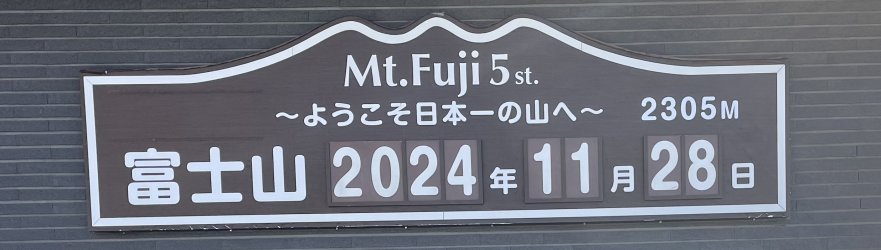 Mt.Fuji 5st.
～ようこそ日本一の山へ～ 2305M
富士山 2024年11月28日